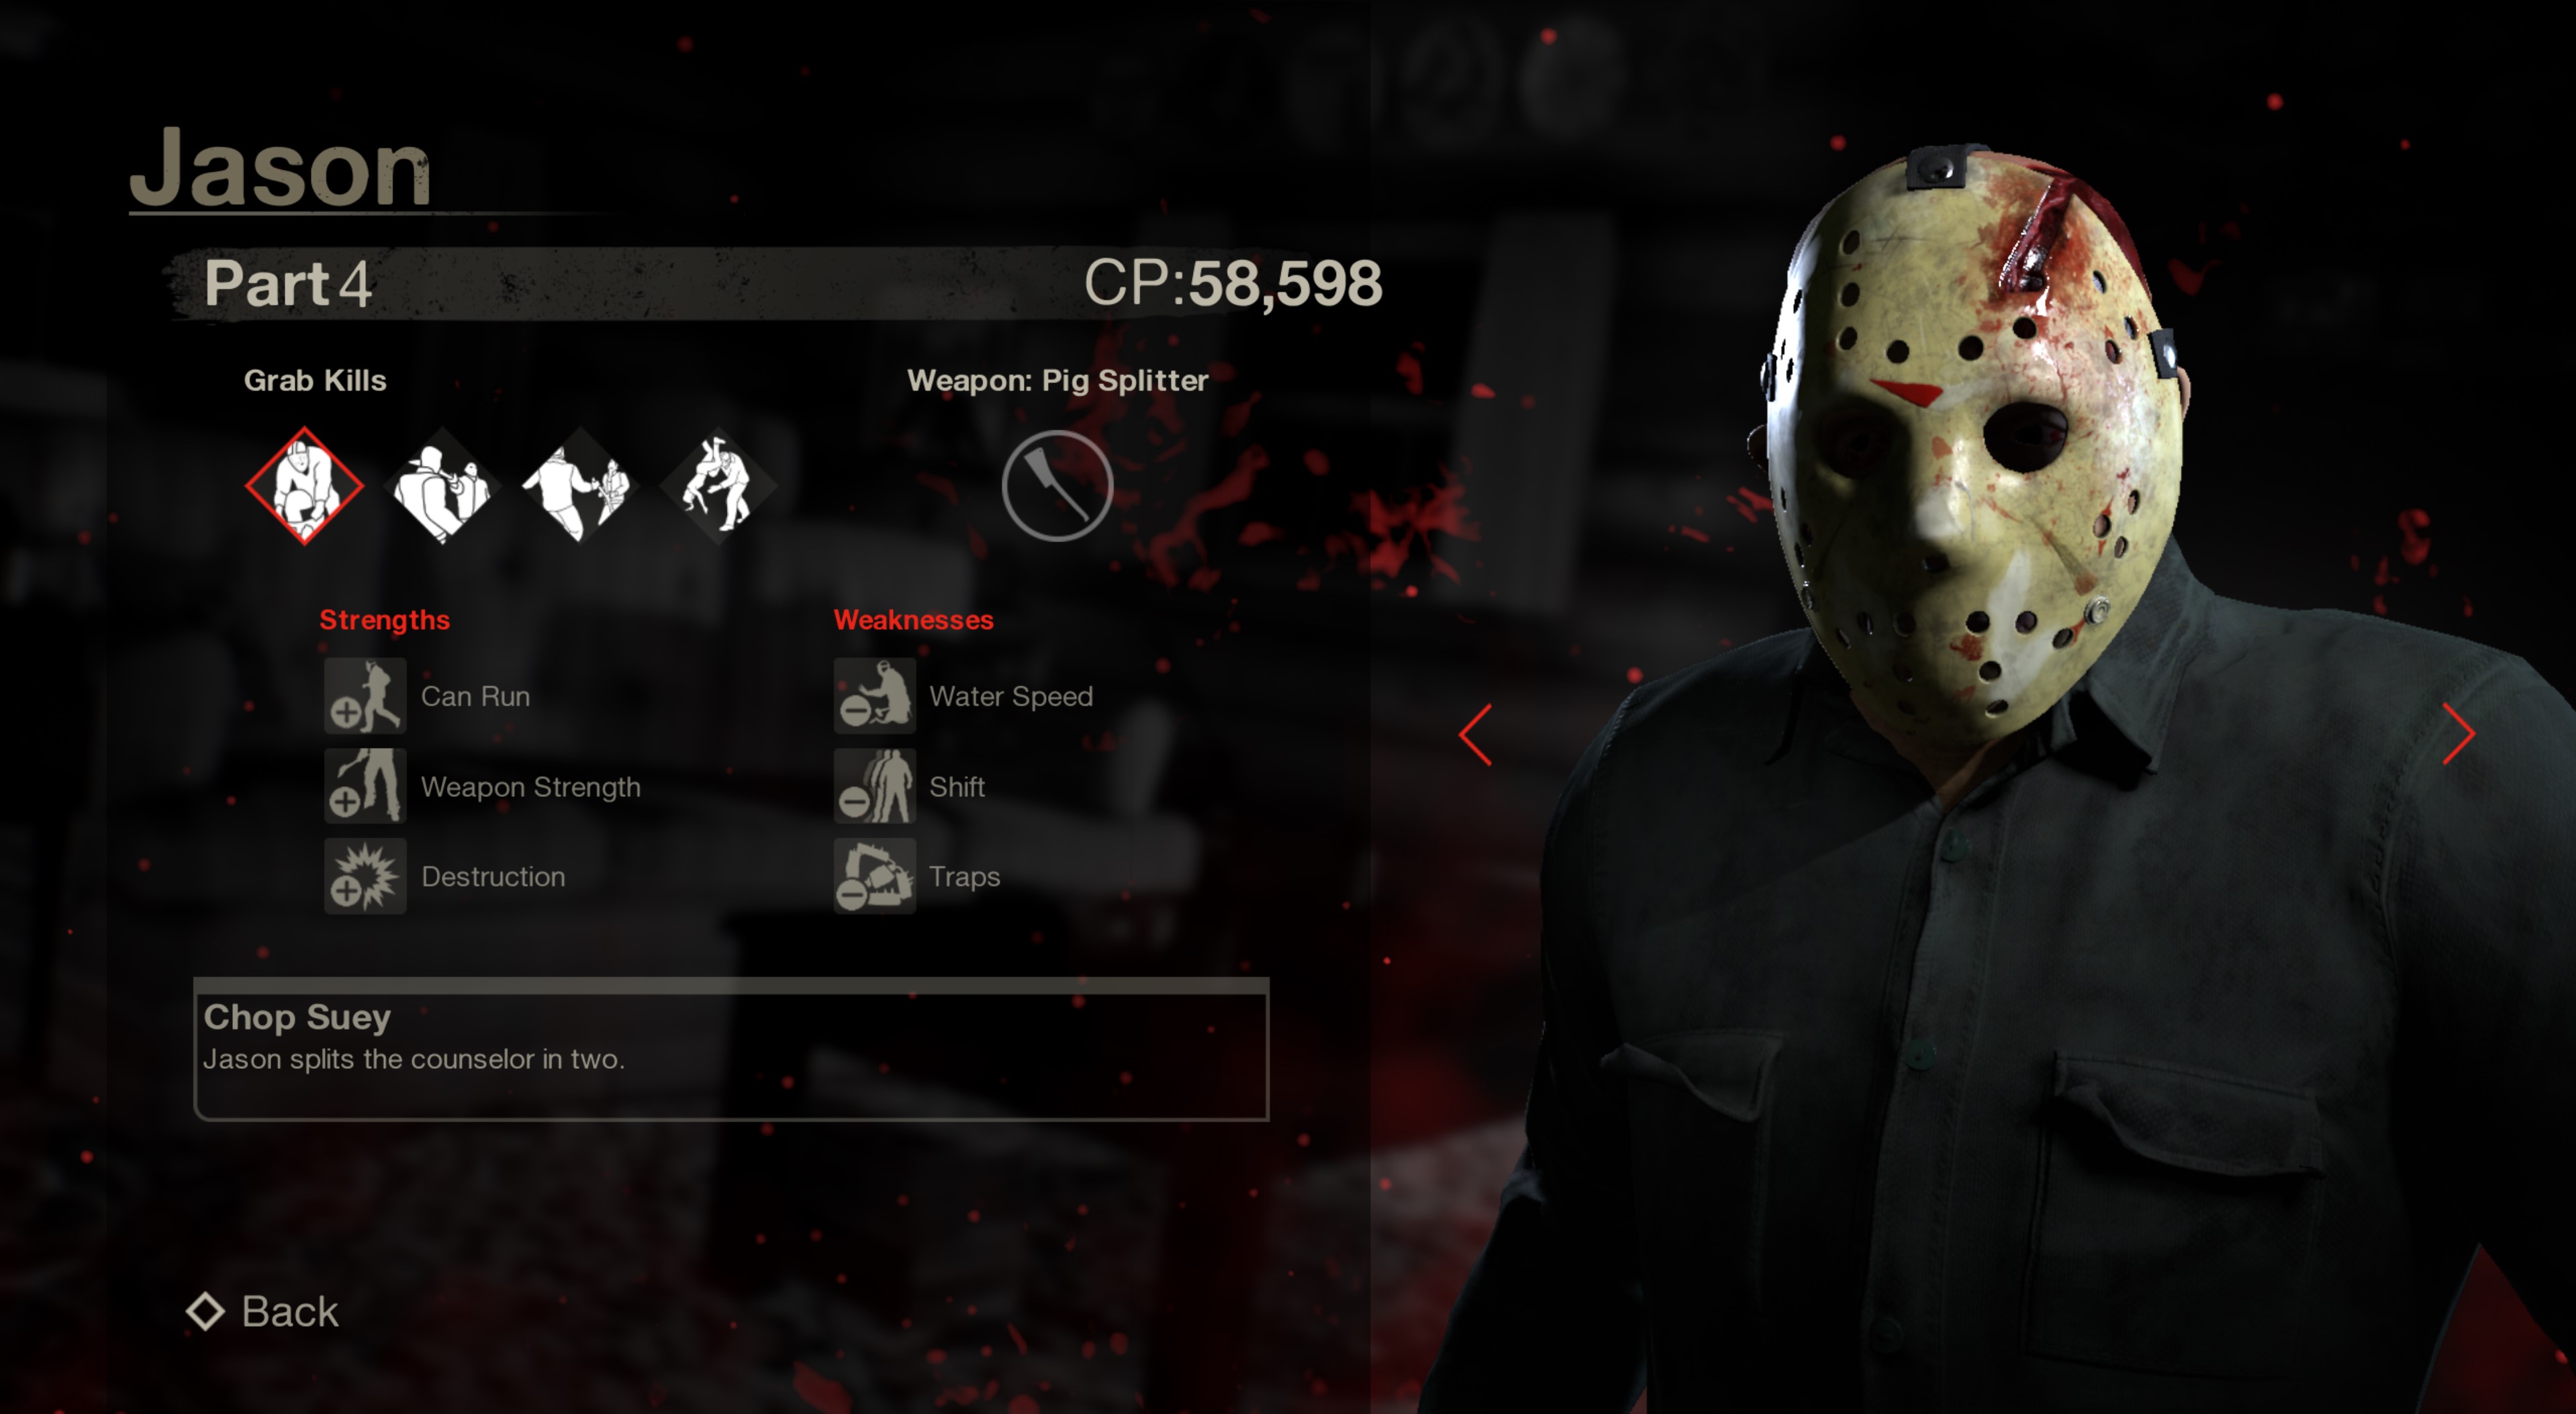 Jason
Part 4
CP:58,598
Grab Kills
Weapon: Pig Splitter
Strengths
Can Run
Weapon Strength
Destruction
Weaknesses
Water Speed
Shift
Traps
Chop Suey
Jason splits the counselor in two.
Back